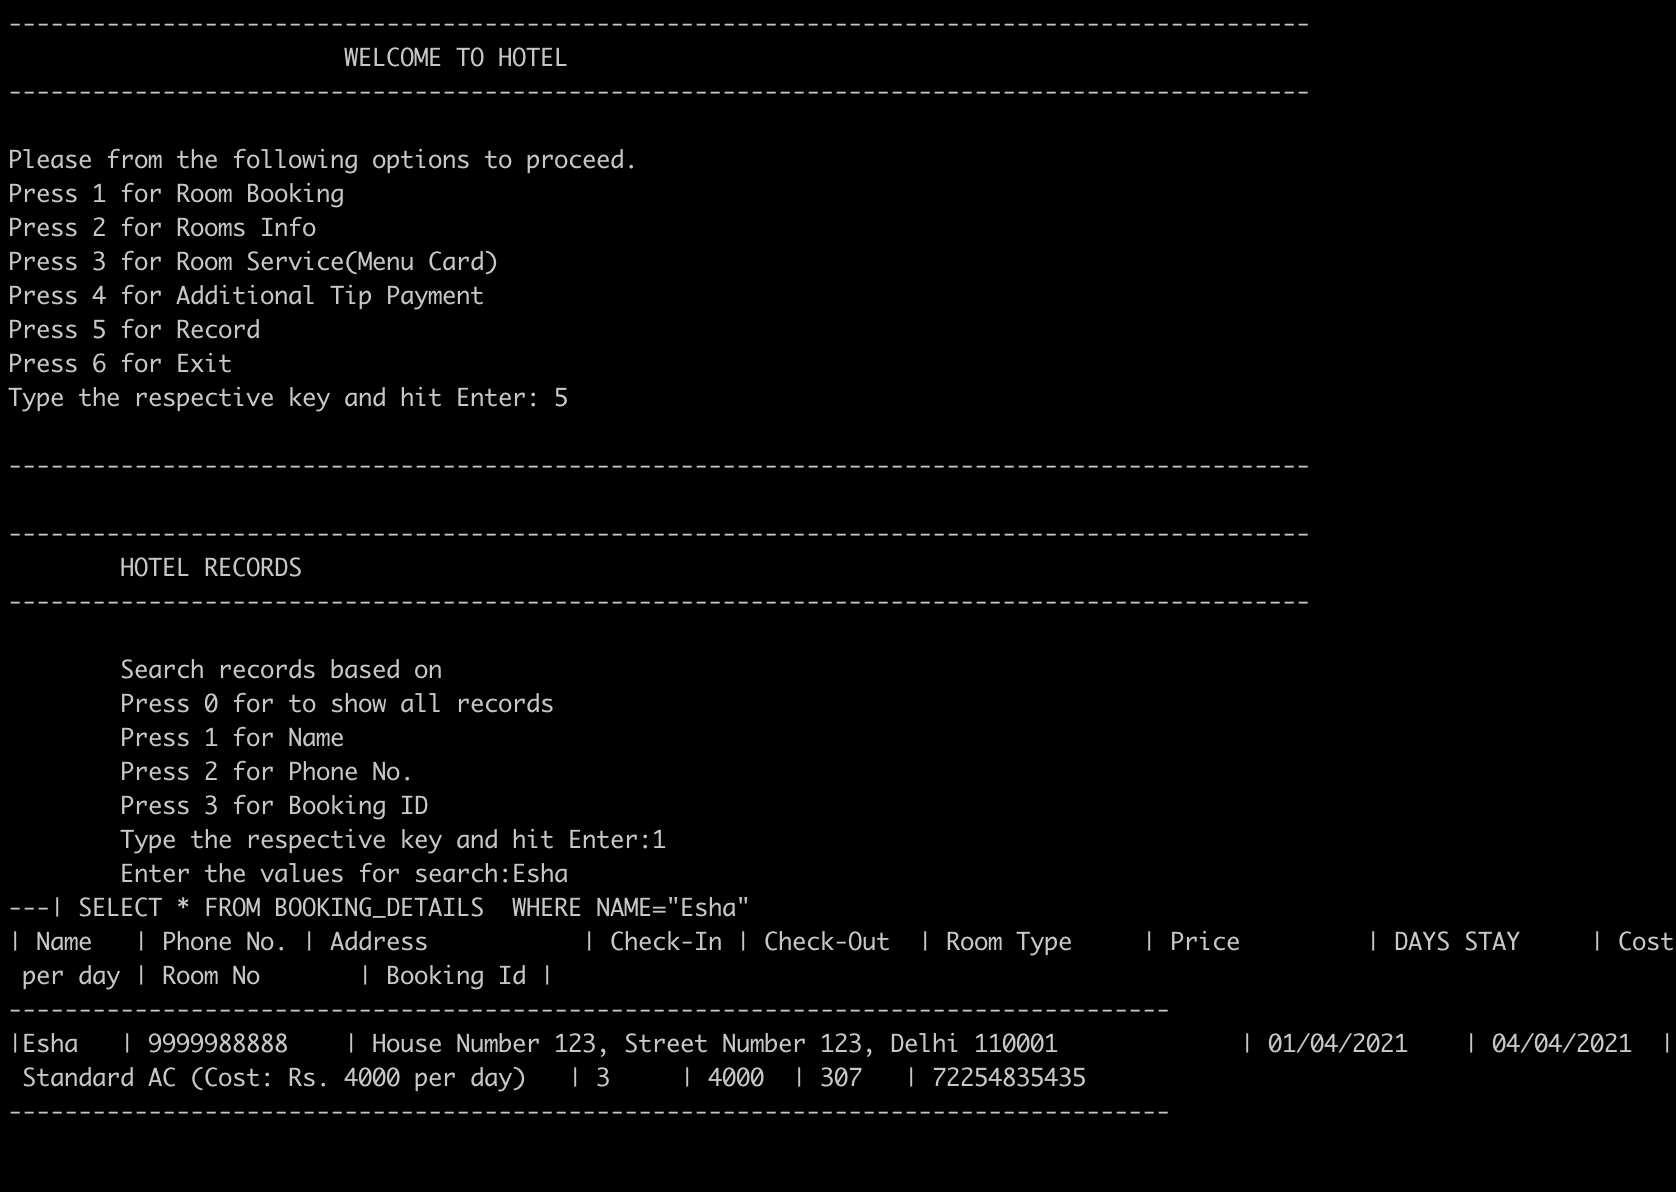 ---------------------------------------------------------------------------------------------
WELCOME TO HOTEL
---------------------------------------------------------------------------------------------
Please from the following options to proceed.
Press 1 for Room Booking
Press 2 for Rooms Info
Press 3 for Room Service(Menu Card)
Press 4 for Additional Tip Payment
Press 5 for Record
Press 6 for Exit
Type the respective key and hit Enter: 5
---------------------------------------------------------------------------------------------
---------------------------------------------------------------------------------------------
HOTEL RECORDS
---------------------------------------------------------------------------------------------
Search records based on
Press 0 for to show all records
Press 1 for Name
Press 2 for Phone No.
Press 3 for Booking ID
Type the respective key and hit Enter:1
Enter the values for search:Esha
---| SELECT * FROM BOOKING_DETAILS  WHERE NAME="Esha"
| Name   | Phone No. | Address           | Check-In | Check-Out  | Room Type     | Price         | DAYS STAY     | Cost
per day | Room No       | Booking Id |
-----------------------------------------------------------------------------------
|Esha   | 9999988888    | House Number 123, Street Number 123, Delhi 110001             | 01/04/2021    | 04/04/2021  |
Standard AC (Cost: Rs. 4000 per day)   | 3     | 4000  | 307   | 72254835435
-----------------------------------------------------------------------------------